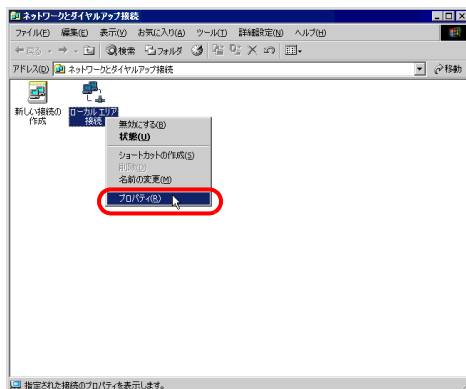 ネットワークとダイヤルアップ接続
ファイル(F) 編集(E) 表示(V) お気に入り(A) ツール(T) 詳細設定(N) ヘルプ(H)
戻る 検索 フォルダ
アドレス(D) ネットワークとダイヤルアップ接続 移動
新しい接続の
作成
ローカル エリア
接続
無効にする(B)
状態(U)
ショートカットの作成(S)
削除(D)
名前の変更(M)
プロパティ(R)
指定された接続のプロパティを表示します。